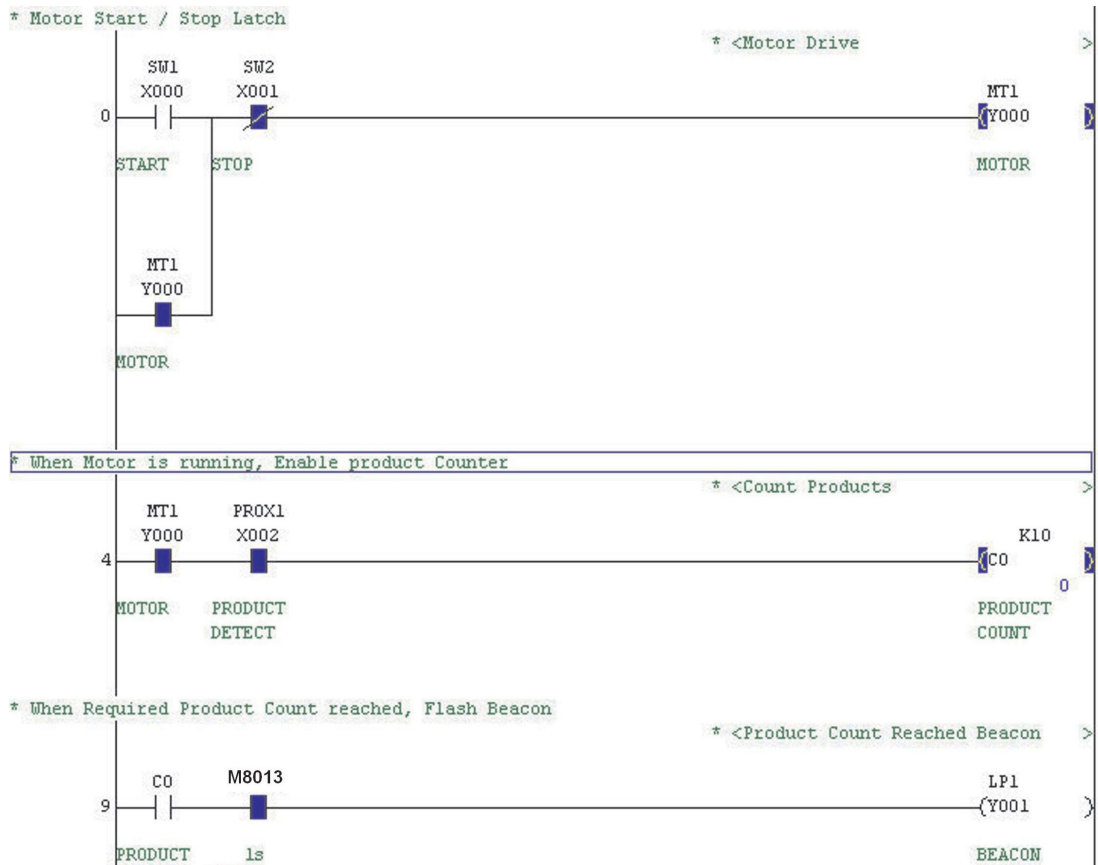 * Motor Start / Stop Latch
* <Motor Drive >
SW1 SW2
X000 X001 MT1
0 Y000
START STOP MOTOR
MT1
Y000
MOTOR
* When Motor is running, Enable product Counter
* <Count Products >
MT1 PROX1
Y000 X002 K10
4 C0
0
MOTOR PRODUCT PRODUCT
DETECT COUNT
* When Required Product Count reached, Flash Beacon
* <Product Count Reached Beacon >
C0 M8013 LP1
9 Y001
PRODUCT 1s BEACON